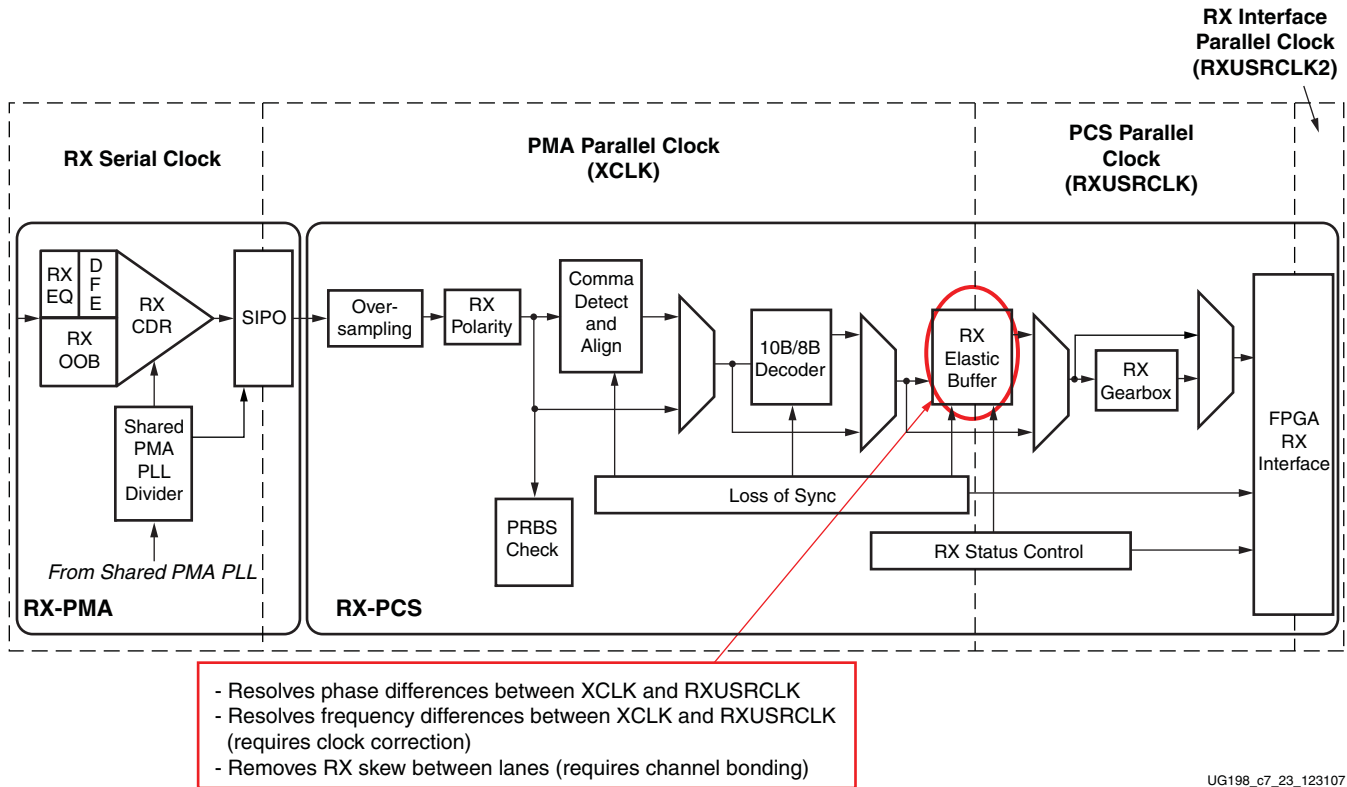 RX Interface
Parallel Clock
(RXUSRCLK2)
RX Serial Clock
PMA Parallel Clock
(XCLK)
PCS Parallel
Clock
(RXUSRCLK)
RX
EQ
D
F
E
RX
CDR
RX
OOB
SIPO
Shared
PMA
PLL
Divider
From Shared PMA PLL
RX-PMA
Over-
sampling
RX
Polarity
Comma
Detect
and
Align
10B/8B
Decoder
RX
Elastic
Buffer
RX
Gearbox
FPGA
RX
Interface
Loss of Sync
PRBS
Check
RX Status Control
RX-PCS
- Resolves phase differences between XCLK and RXUSRCLK
- Resolves frequency differences between XCLK and RXUSRCLK
(requires clock correction)
- Removes RX skew between lanes (requires channel bonding)
UG198_c7_23_123107